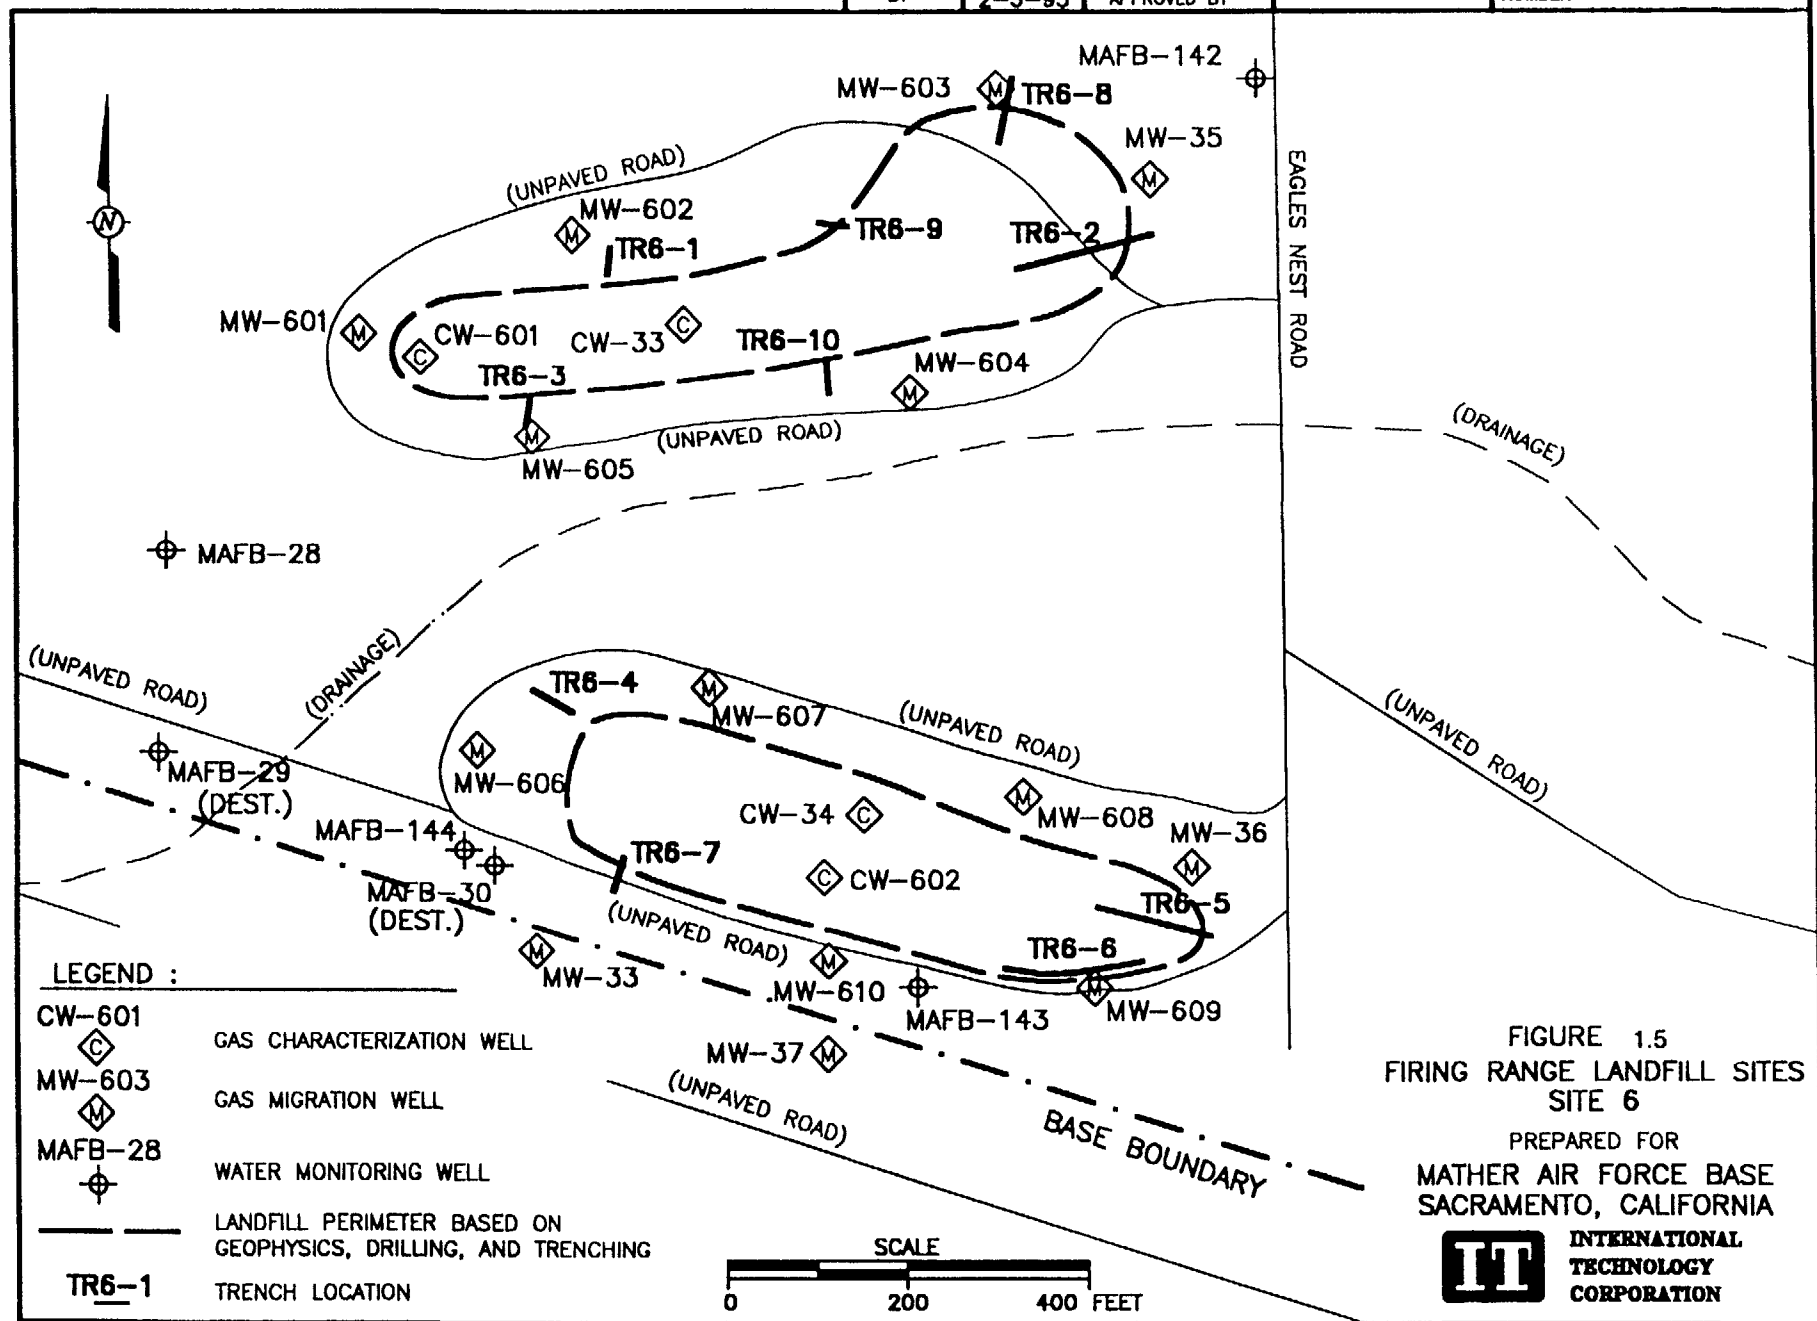 2-3-93
APPROVED BY
MAFB-142
MW-603
TR6-8
MW-35
(UNPAVED ROAD)
EAGLES NEST ROAD
MW-602
TR6-1
TR6-9
TR6-2
N
MW-601
CW-601
CW-33
TR6-10
TR6-3
MW-604
(UNPAVED ROAD)
MW-605
(DRAINAGE)
MAFB-28
(UNPAVED ROAD)
(DRAINAGE)
TR6-4
MW-607
(UNPAVED ROAD)
(UNPAVED ROAD)
MW-606
MAFB-29
(DEST.)
MAFB-144
CW-34
MW-608
MW-36
TR6-7
MAFB-30
(DEST.)
CW-602
TR6-5
(UNPAVED ROAD)
TR6-6
MW-33
MW-610
MAFB-143
MW-609
MW-37
(UNPAVED ROAD)
BASE BOUNDARY
LEGEND :
CW-601
C GAS CHARACTERIZATION WELL
MW-603
M GAS MIGRATION WELL
MAFB-28
WATER MONITORING WELL
LANDFILL PERIMETER BASED ON
GEOPHYSICS, DRILLING, AND TRENCHING
TR6-1 TRENCH LOCATION
SCALE
0 200 400 FEET
FIGURE 1.5
FIRING RANGE LANDFILL SITES
SITE 6
PREPARED FOR
MATHER AIR FORCE BASE
SACRAMENTO, CALIFORNIA
IT
INTERNATIONAL
TECHNOLOGY
CORPORATION